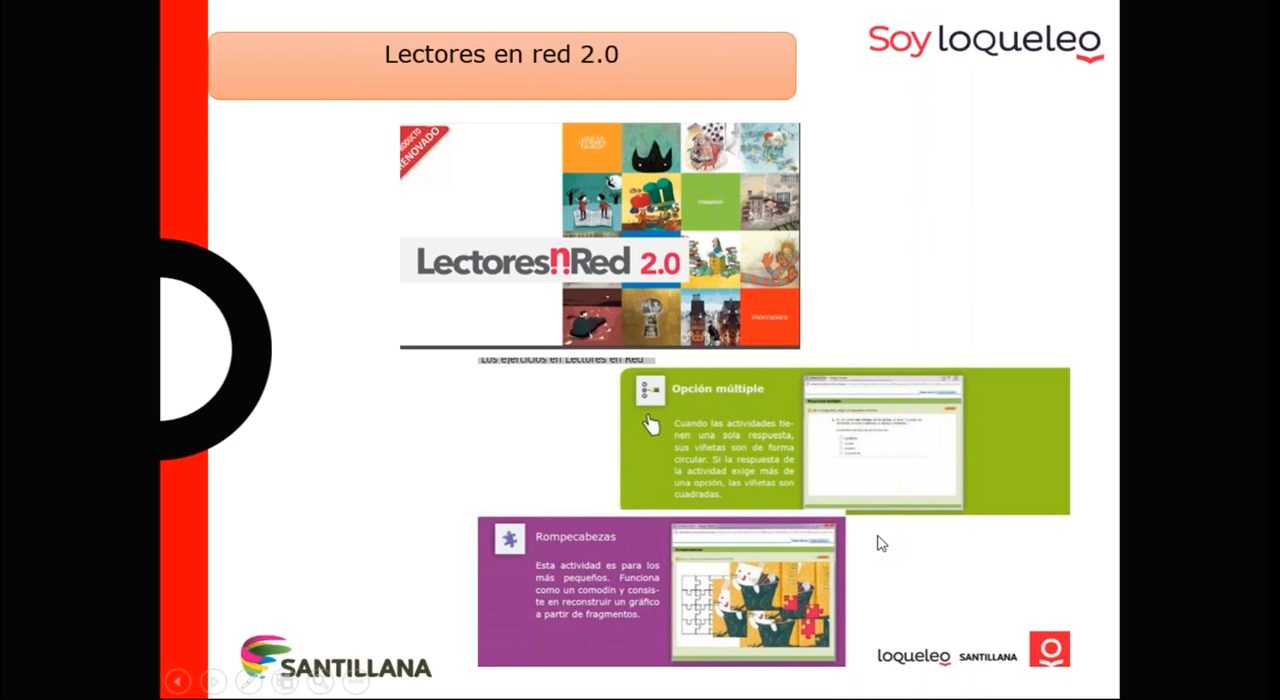 Lectores en red 2.0
Soy loqueleo
PRODUCTO
RENOVADO
PRIMARIA
LectoresnRed 2.0
PROFESORES
Los ejercicios en Lectores en Red
Opción múltiple
Cuando las actividades tie-
nen una sola respuesta,
sus viñetas son de forma
circular. Si la respuesta de
la actividad exige más de
una opción, las viñetas son
cuadradas.
Rompecabezas
Esta actividad es para los
más pequeños. Funciona
como un comodín y consis-
te en reconstruir un gráfico
a partir de fragmentos.
SANTILLANA
loqueleo SANTILLANA